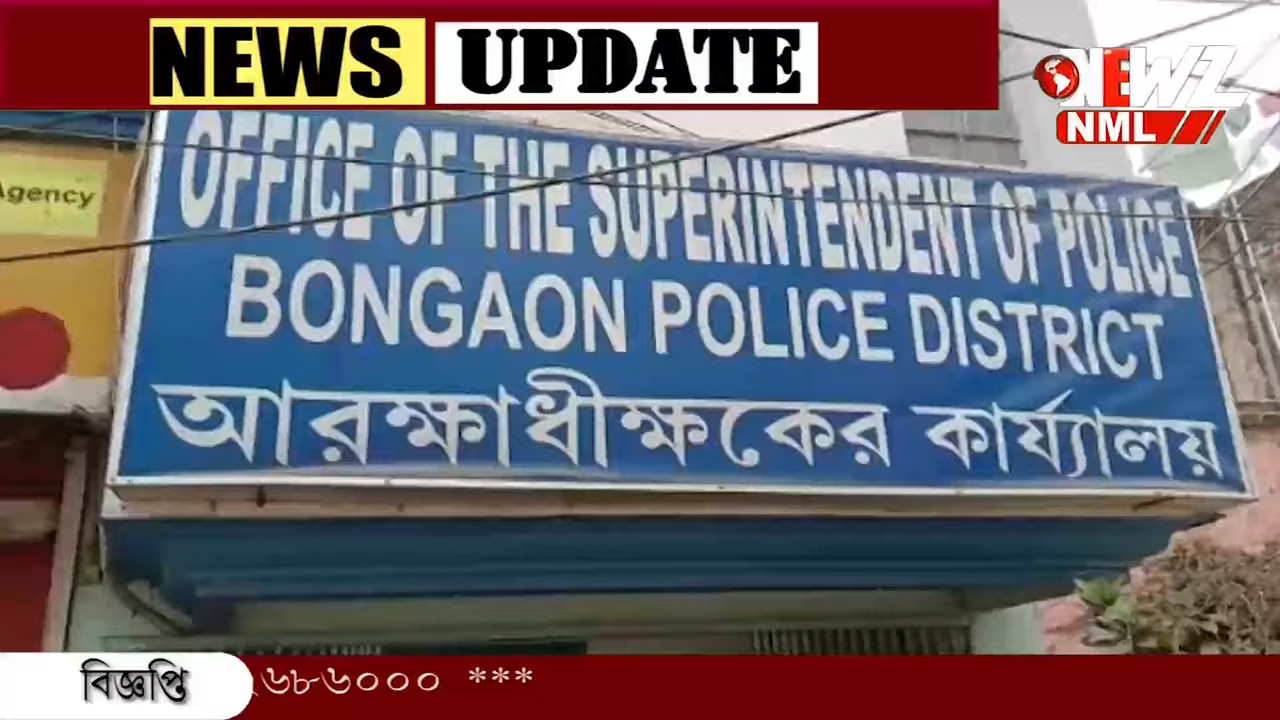 NEWS UPDATE
NEWZ
NML
Agency
OFFICE OF THE SUPERINTENDENT OF POLICE
BONGAON POLICE DISTRICT
আরক্ষাধীক্ষকের কার্য্যালয়
বিজ্ঞপ্তি
৬৮৬০০০ ***